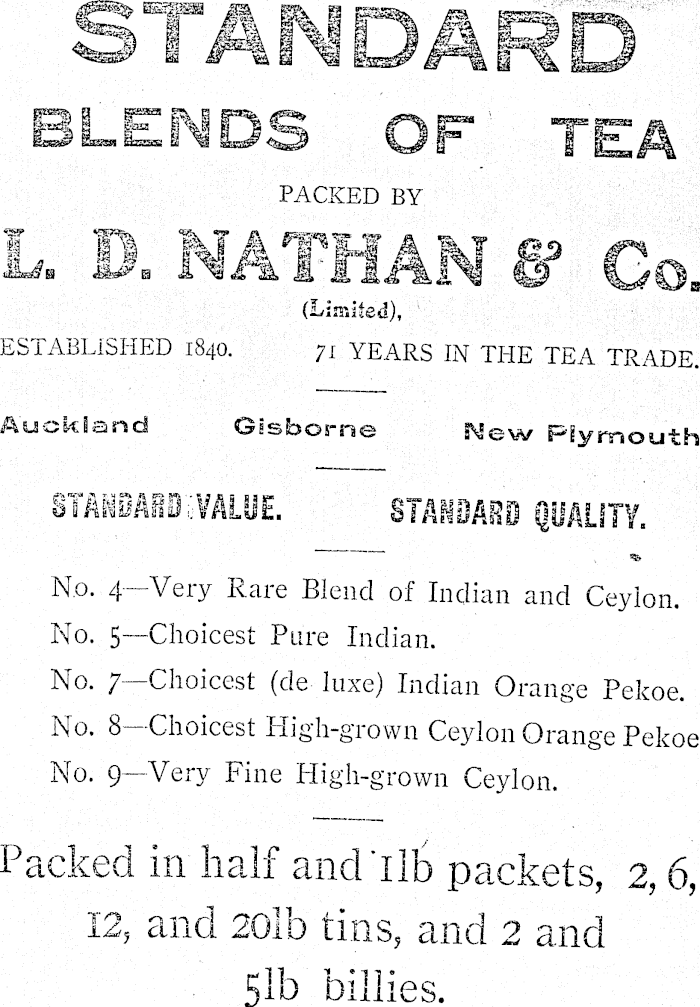 STANDARD
BLENDS OF TEA
PACKED BY
L. D. NATHAN & Co.
(Limited),
ESTABLISHED 1840. 71 YEARS IN THE TEA TRADE.
Auckland Gisborne New Plymouth
STANDARD VALUE. STANDARD QUALITY.
No. 4—Very Rare Blend of Indian and Ceylon.
No. 5—Choicest Pure Indian.
No. 7—Choicest (de luxe) Indian Orange Pekoe.
No. 8—Choicest High-grown Ceylon Orange Pekoe
No. 9—Very Fine High-grown Ceylon.
Packed in half and 1lb packets, 2, 6,
12, and 20lb tins, and 2 and
5lb billies.